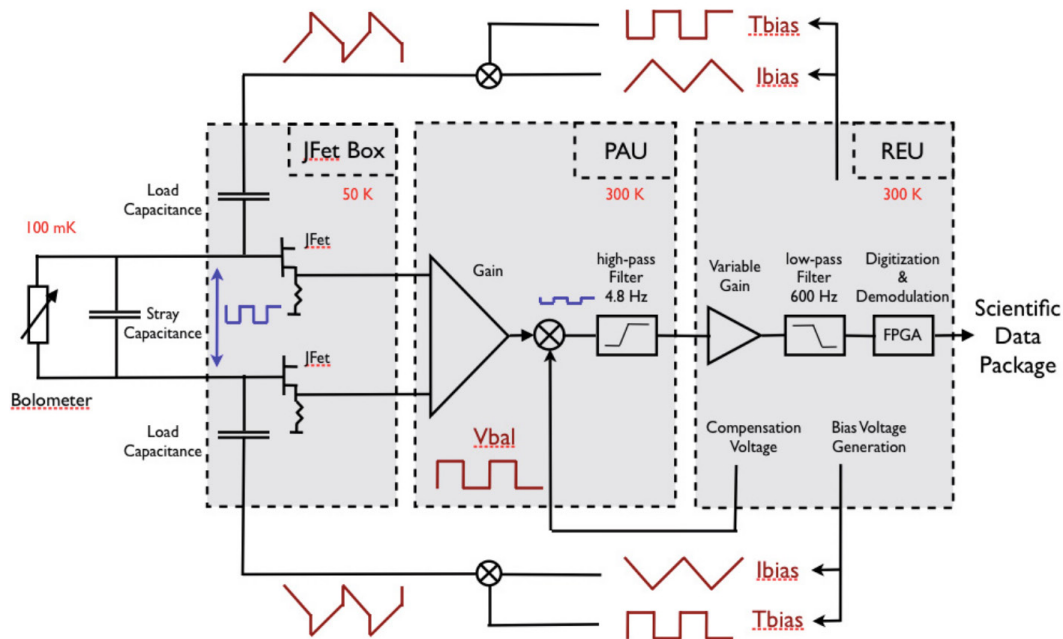 Tbias
Ibias
JFet Box
50 K
PAU
300 K
REU
300 K
Load
Capacitance
100 mK
JFet
Gain
high-pass
Filter
4.8 Hz
Variable
Gain
low-pass
Filter
600 Hz
Digitization
&
Demodulation
Stray
Capacitance
FPGA
Scientific
Data
Package
JFet
Bolometer
Load
Capacitance
Vbal
Compensation
Voltage
Bias Voltage
Generation
Ibias
Tbias